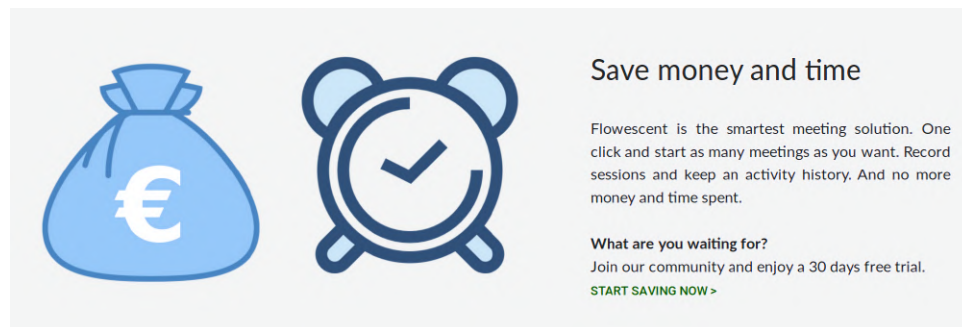 €
Save money and time
Flowescent is the smartest meeting solution. One
click and start as many meetings as you want. Record
sessions and keep an activity history. And no more
money and time spent.
What are you waiting for?
Join our community and enjoy a 30 days free trial.
START SAVING NOW >